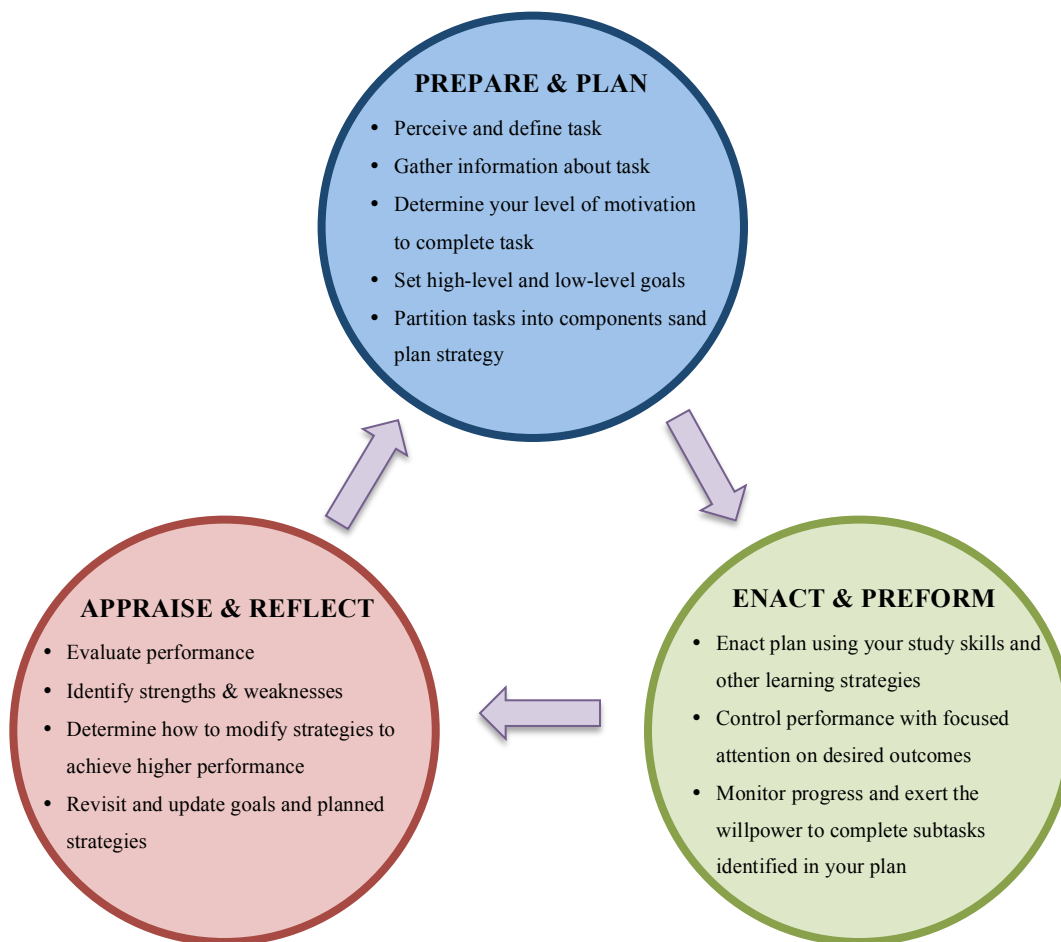 PREPARE & PLAN
• Perceive and define task
• Gather information about task
• Determine your level of motivation
to complete task
• Set high-level and low-level goals
• Partition tasks into components sand
plan strategy
APPRAISE & REFLECT
• Evaluate performance
• Identify strengths & weaknesses
• Determine how to modify strategies to
achieve higher performance
• Revisit and update goals and planned
strategies
ENACT & PREFORM
• Enact plan using your study skills and
other learning strategies
• Control performance with focused
attention on desired outcomes
• Monitor progress and exert the
willpower to complete subtasks
identified in your plan